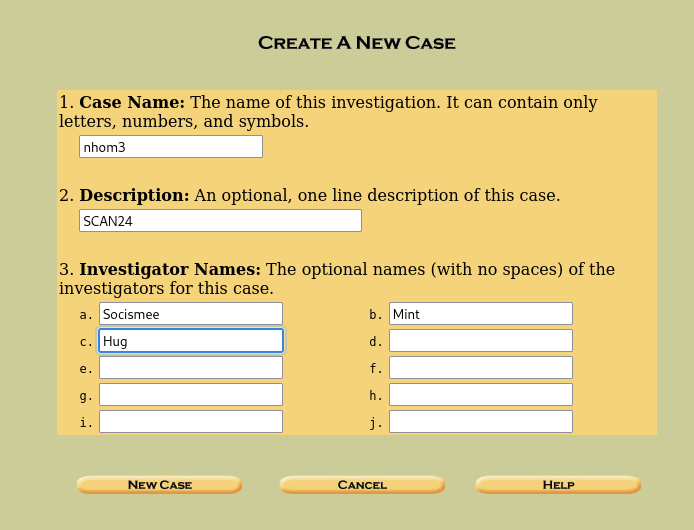 CREATE A NEW CASE
1. Case Name: The name of this investigation. It can contain only
letters, numbers, and symbols.
nhom3
2. Description: An optional, one line description of this case.
SCAN24
3. Investigator Names: The optional names (with no spaces) of the
investigators for this case.
a. Socismee b. Mint
c. Hug d.
e. f.
g. h.
i. j.
NEW CASE CANCEL HELP